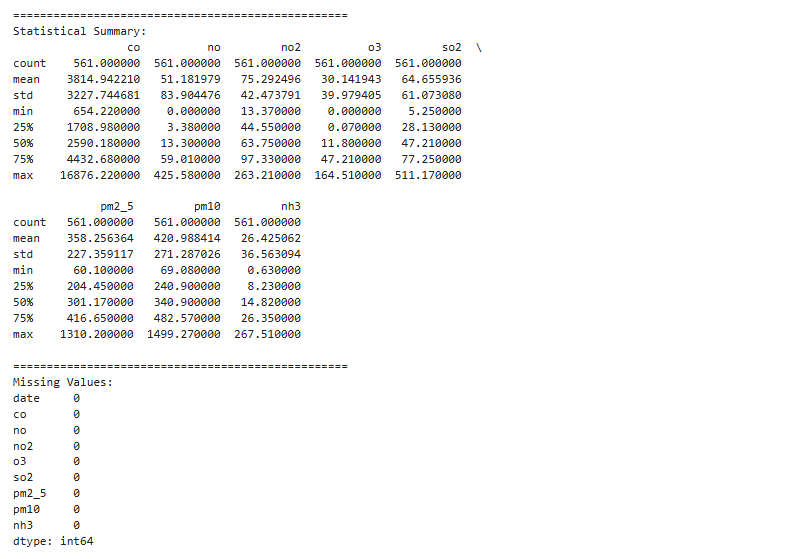 ==================================================
Statistical Summary:
                 co          no         no2          o3         so2  \
count    561.000000  561.000000  561.000000  561.000000  561.000000
mean    3814.942210   51.181979   75.292496   30.141943   64.655936
std     3227.744681   83.904476   42.473791   39.979405   61.073080
min      654.220000    0.000000   13.370000    0.000000    5.250000
25%     1708.980000    3.380000   44.550000    0.070000   28.130000
50%     2590.180000   13.300000   63.750000   11.800000   47.210000
75%     4432.680000   59.010000   97.330000   47.210000   77.250000
max    16876.220000  425.580000  263.210000  164.510000  511.170000

             pm2_5         pm10         nh3
count   561.000000   561.000000  561.000000
mean    358.256364   420.988414   26.425062
std     227.359117   271.287026   36.563094
min      60.100000    69.080000    0.630000
25%     204.450000   240.900000    8.230000
50%     301.170000   340.900000   14.820000
75%     416.650000   482.570000   26.350000
max    1310.200000  1499.270000  267.510000

==================================================
Missing Values:
date     0
co       0
no       0
no2      0
o3       0
so2      0
pm2_5    0
pm10     0
nh3      0
dtype: int64